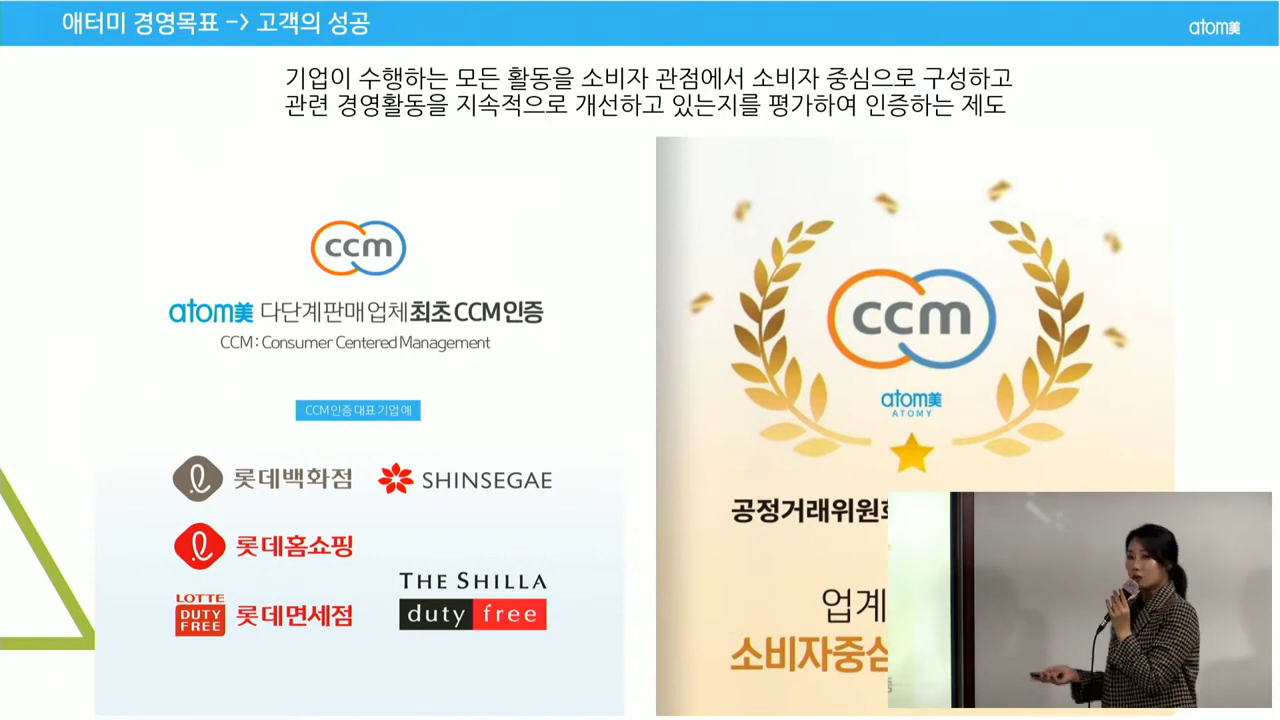 애터미 경영목표 -> 고객의 성공
atom美
기업이 수행하는 모든 활동을 소비자 관점에서 소비자 중심으로 구성하고
관련 경영활동을 지속적으로 개선하고 있는지를 평가하여 인증하는 제도
ccm
atom美 다단계판매업체 최초 CCM 인증
CCM : Consumer Centered Management
CCM 인증 대표 기업 예
롯데백화점
SHINSEGAE
롯데홈쇼핑
LOTTE
DUTY
FREE
롯데면세점
THE SHILLA
duty free
ccm
atom美
ATOMY
공정거래위원회
업계
소비자중심